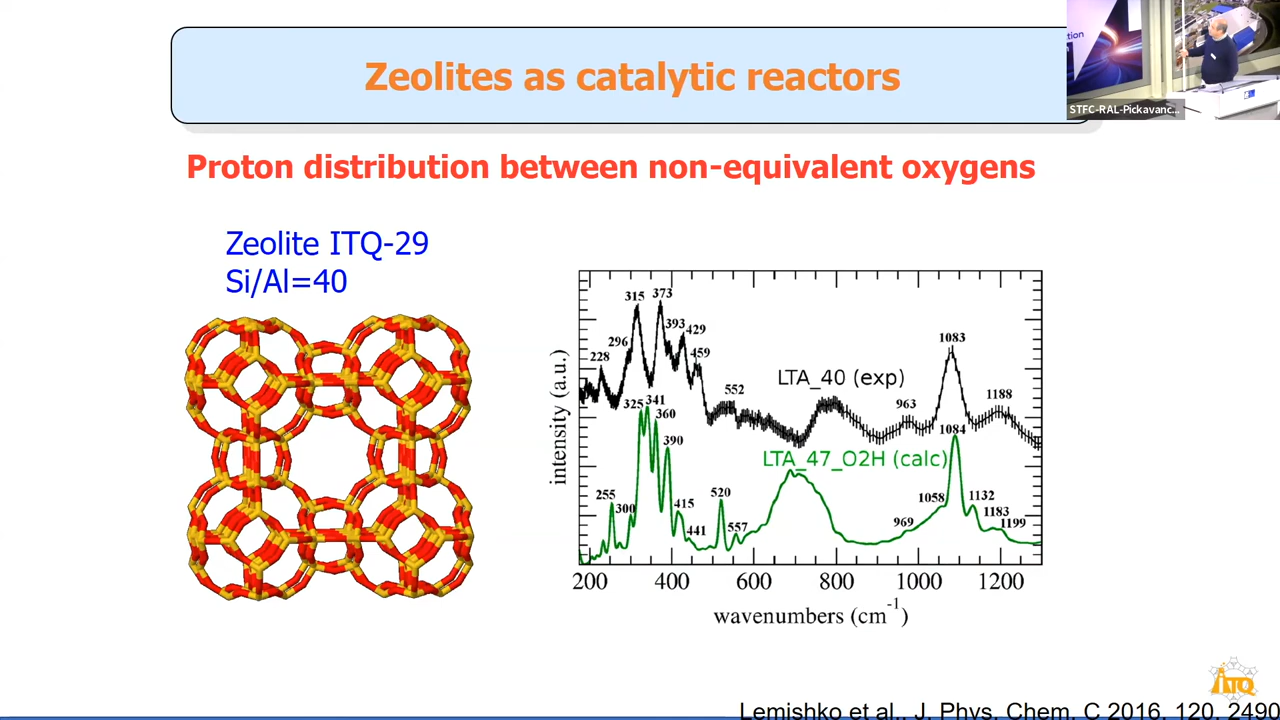 Zeolites as catalytic reactors
tion
STFC-RAL-Pickavanc...
Proton distribution between non-equivalent oxygens
Zeolite ITQ-29
Si/Al=40
315
373
393
429
296
228
459
552
LTA_40 (exp)
963
1083
1188
intensity (a.u.)
325
341
360
390
LTA_47_O2H (calc)
1084
255
300
415
441
520
557
969
1058
1132
1183
1199
200 400 600 800 1000 1200
wavenumbers (cm-1)
iTQ
Lemishko et al., J. Phys. Chem. C 2016, 120, 2490